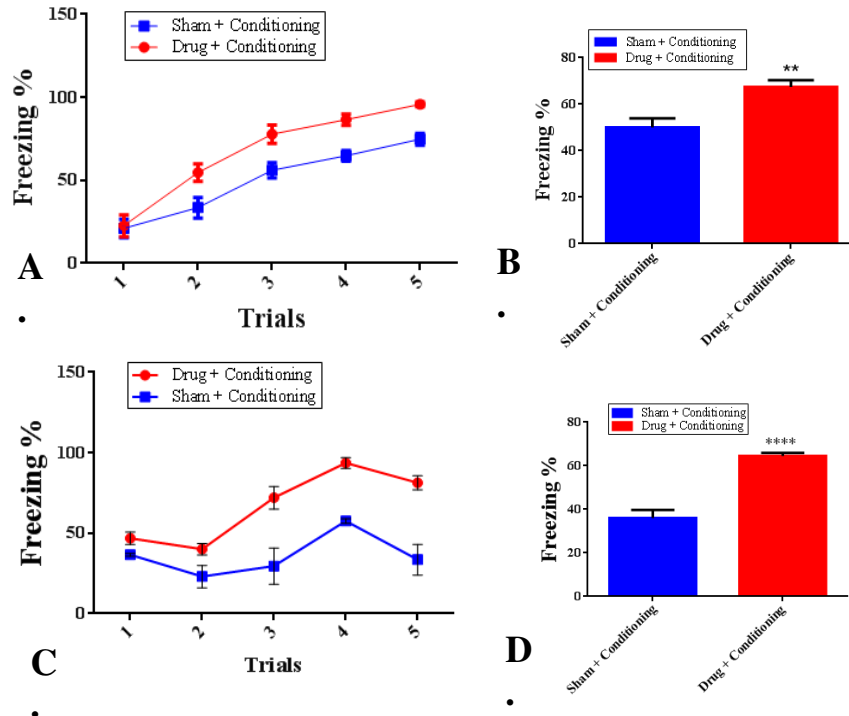 150
100
50
0
Freezing %
Sham + Conditioning
Drug + Conditioning
1 2 3 4 5
Trials
A
.
80
60
40
20
0
Freezing %
Sham + Conditioning
Drug + Conditioning
**
Sham + Conditioning
Drug + Conditioning
B
.
150
100
50
0
Freezing %
Drug + Conditioning
Sham + Conditioning
1 2 3 4 5
Trials
C
.
80
60
40
20
0
Freezing %
Sham + Conditioning
Drug + Conditioning
****
Sham + Conditioning
Drug + Conditioning
D
.